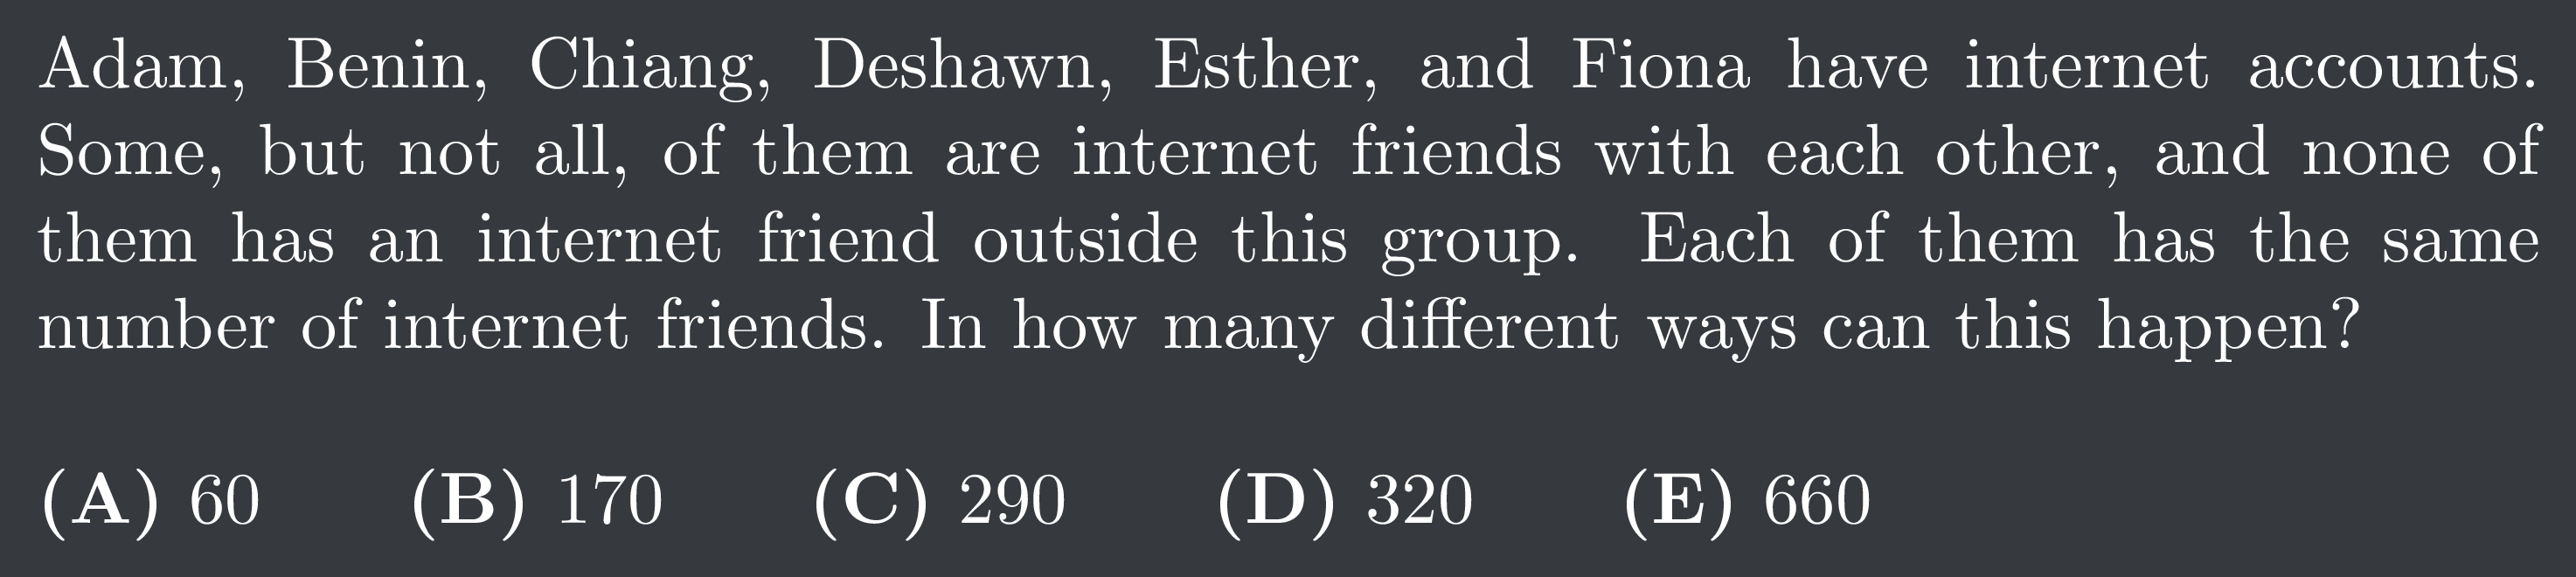 Adam, Benin, Chiang, Deshawn, Esther, and Fiona have internet accounts.
Some, but not all, of them are internet friends with each other, and none of
them has an internet friend outside this group. Each of them has the same
number of internet friends. In how many different ways can this happen?
(A) 60 (B) 170 (C) 290 (D) 320 (E) 660